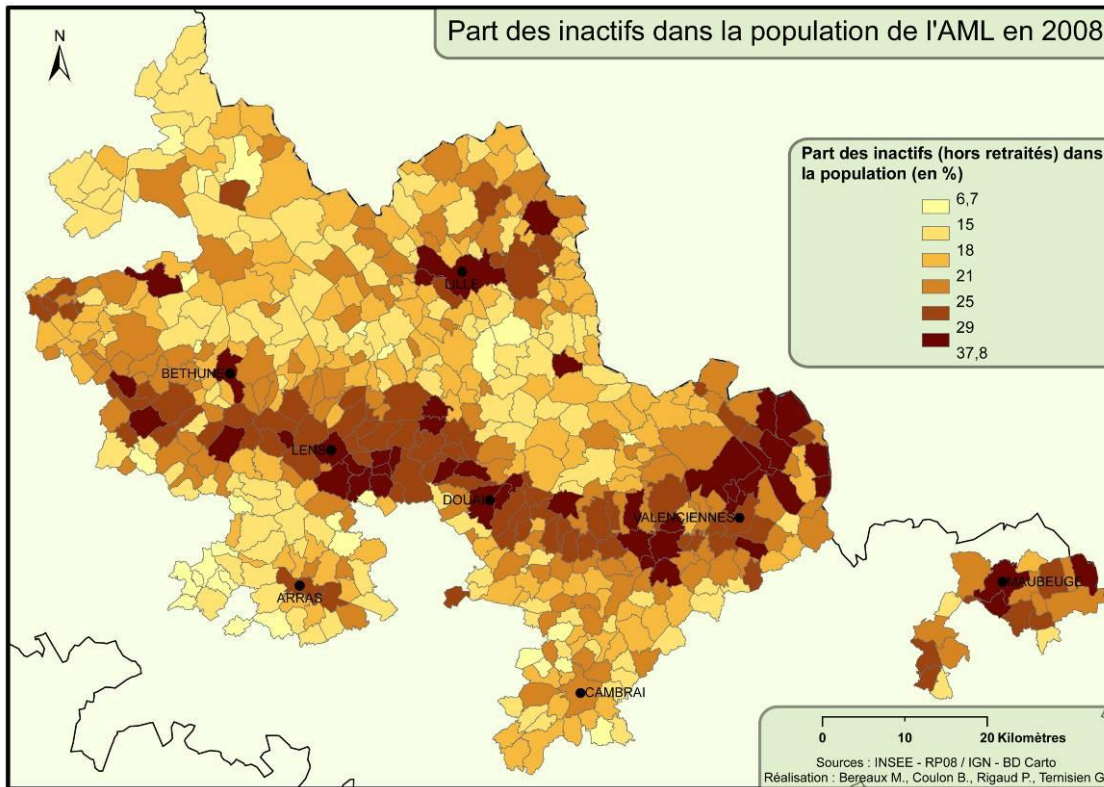 Part des inactifs dans la population de l'AML en 2008
N
Part des inactifs (hors retraités) dans
la population (en %)
6,7
15
18
21
25
29
37,8
LILLE
BETHUNE
LENS
DOUAI
VALENCIENNES
MAUBEUGE
ARRAS
CAMBRAI
0 10 20 Kilomètres
Sources : INSEE - RP08 / IGN - BD Carto
Réalisation : Bereaux M., Coulon B., Rigaud P., Ternisien G